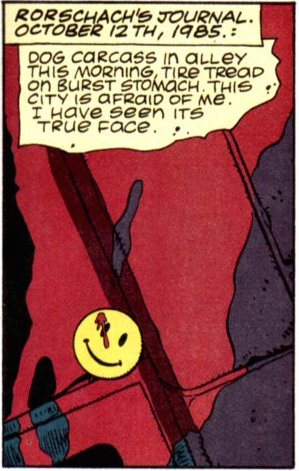 RORSCHACH'S JOURNAL.
OCTOBER 12TH, 1985.:
DOG CARCASS IN ALLEY
THIS MORNING, TIRE TREAD
ON BURST STOMACH. THIS
CITY IS AFRAID OF ME.
I HAVE SEEN ITS
TRUE FACE.